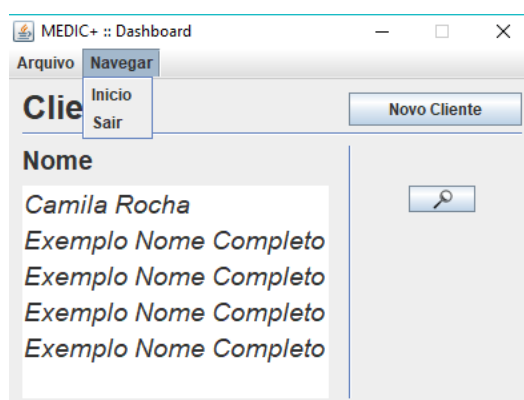 MEDIC+ :: Dashboard
Arquivo Navegar
Inicio
Sair
Clie
Novo Cliente
Nome
Camila Rocha
Exemplo Nome Completo
Exemplo Nome Completo
Exemplo Nome Completo
Exemplo Nome Completo